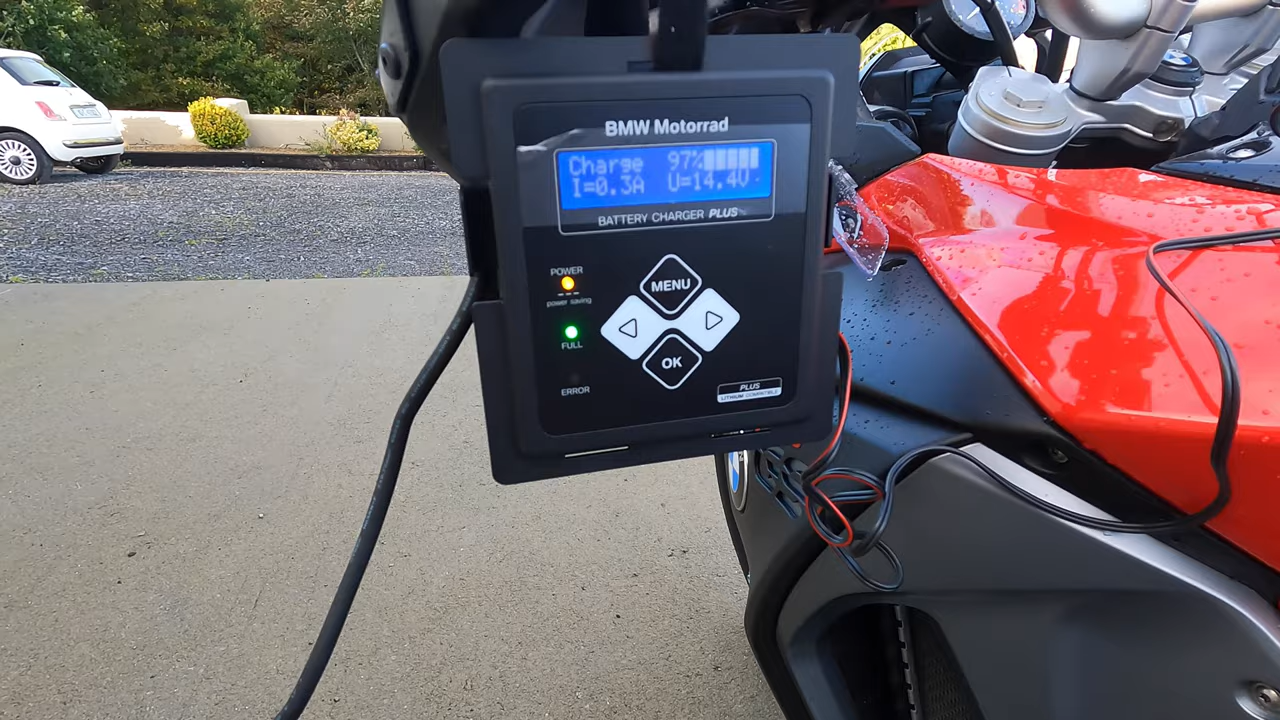 BMW Motorrad
Charge 97%
I=0.3A U=14.4V
BATTERY CHARGER PLUS
POWER
power saving
MENU
FULL
OK
ERROR
PLUS
LITHIUM COMPATIBLE